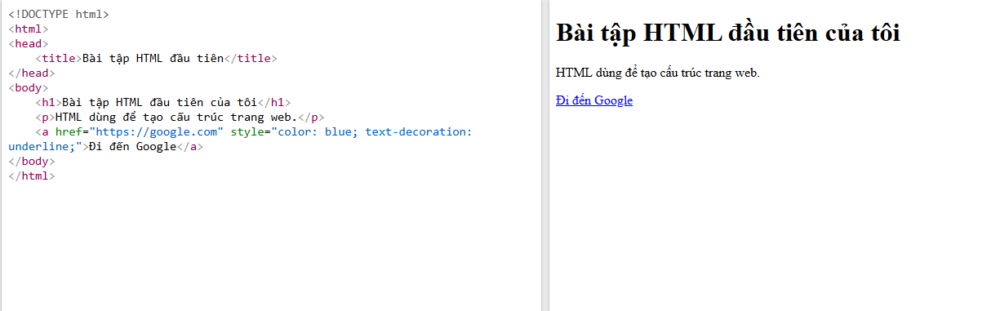 <!DOCTYPE html>
<html>
<head>
    <title>Bài tập HTML đầu tiên</title>
</head>
<body>
    <h1>Bài tập HTML đầu tiên của tôi</h1>
    <p>HTML dùng để tạo cấu trúc trang web.</p>
    <a href="https://google.com" style="color: blue; text-decoration:
underline;">Đi đến Google</a>
</body>
</html>
Bài tập HTML đầu tiên của tôi
HTML dùng để tạo cấu trúc trang web.
Đi đến Google